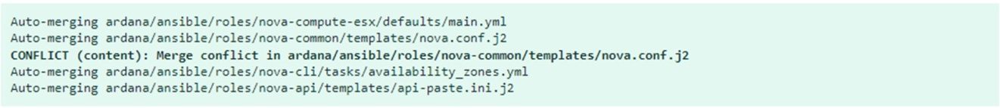 Auto-merging ardana/ansible/roles/nova-compute-esx/defaults/main.yml
Auto-merging ardana/ansible/roles/nova-common/templates/nova.conf.j2
CONFLICT (content): Merge conflict in ardana/ansible/roles/nova-common/templates/nova.conf.j2
Auto-merging ardana/ansible/roles/nova-cli/tasks/availability_zones.yml
Auto-merging ardana/ansible/roles/nova-api/templates/api-paste.ini.j2